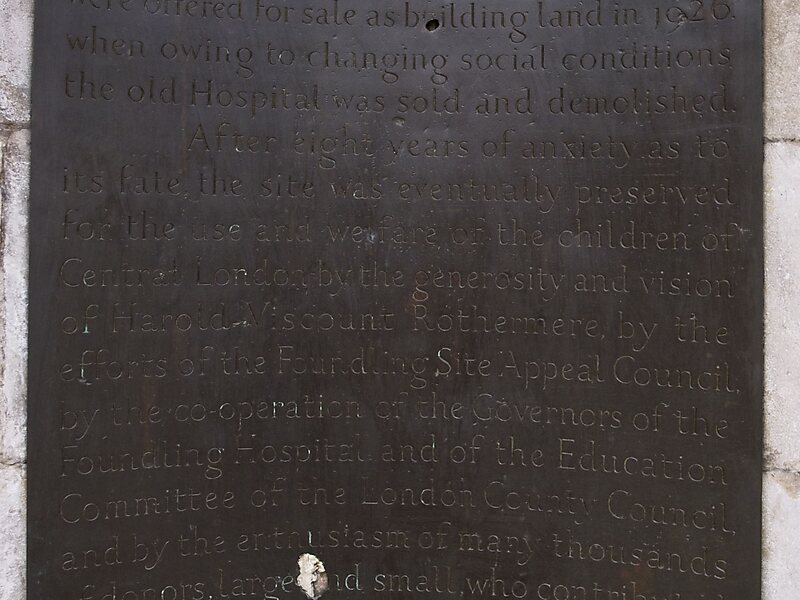 were offered for sale as building land in 1926.
when owing to changing social conditions
the old Hospital was sold and demolished.
After eight years of anxiety as to
its fate, the site was eventually preserved
for the use and welfare of the children of
Central London, by the generosity and vision
of Harold Viscount Rothermere, by the
efforts of the Foundling Site Appeal Council,
by the co-operation of the Governors of the
Foundling Hospital and of the Education
Committee of the London County Council,
and by the enthusiasm of many thousands
of donors, large and small, who contributed